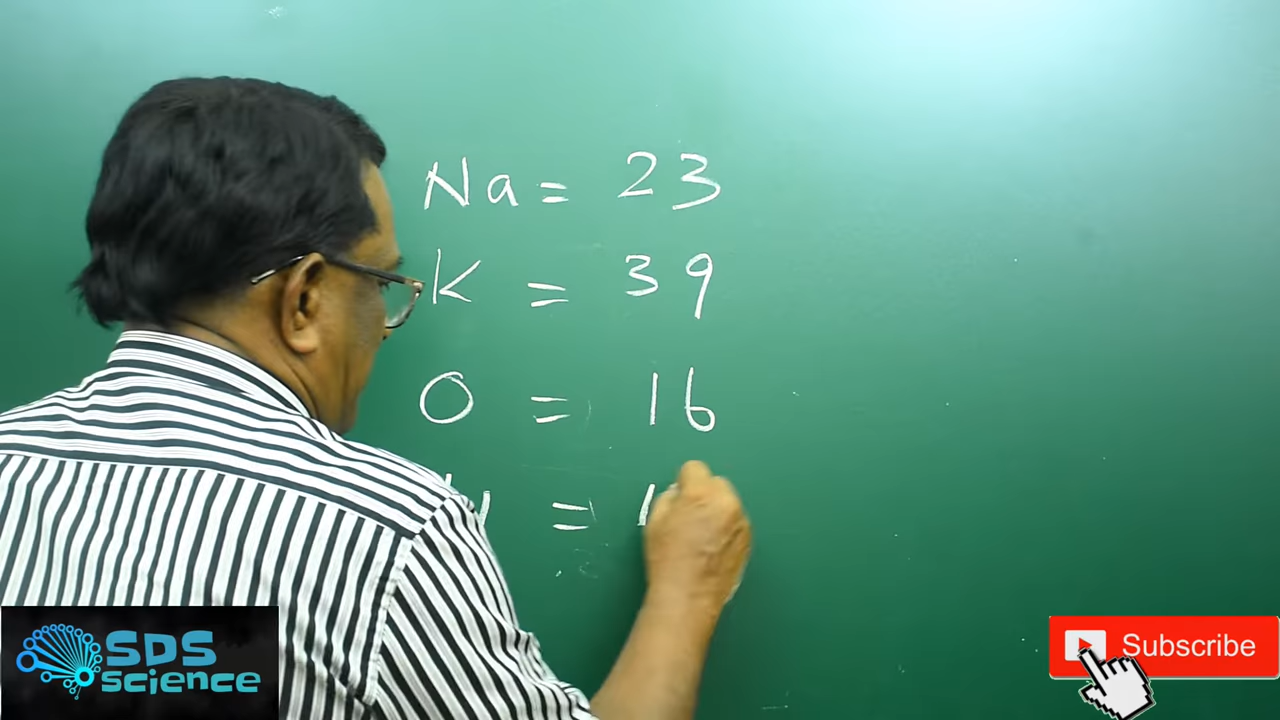 Na = 23
K = 39
O = 16
=
SDS
science
Subscribe